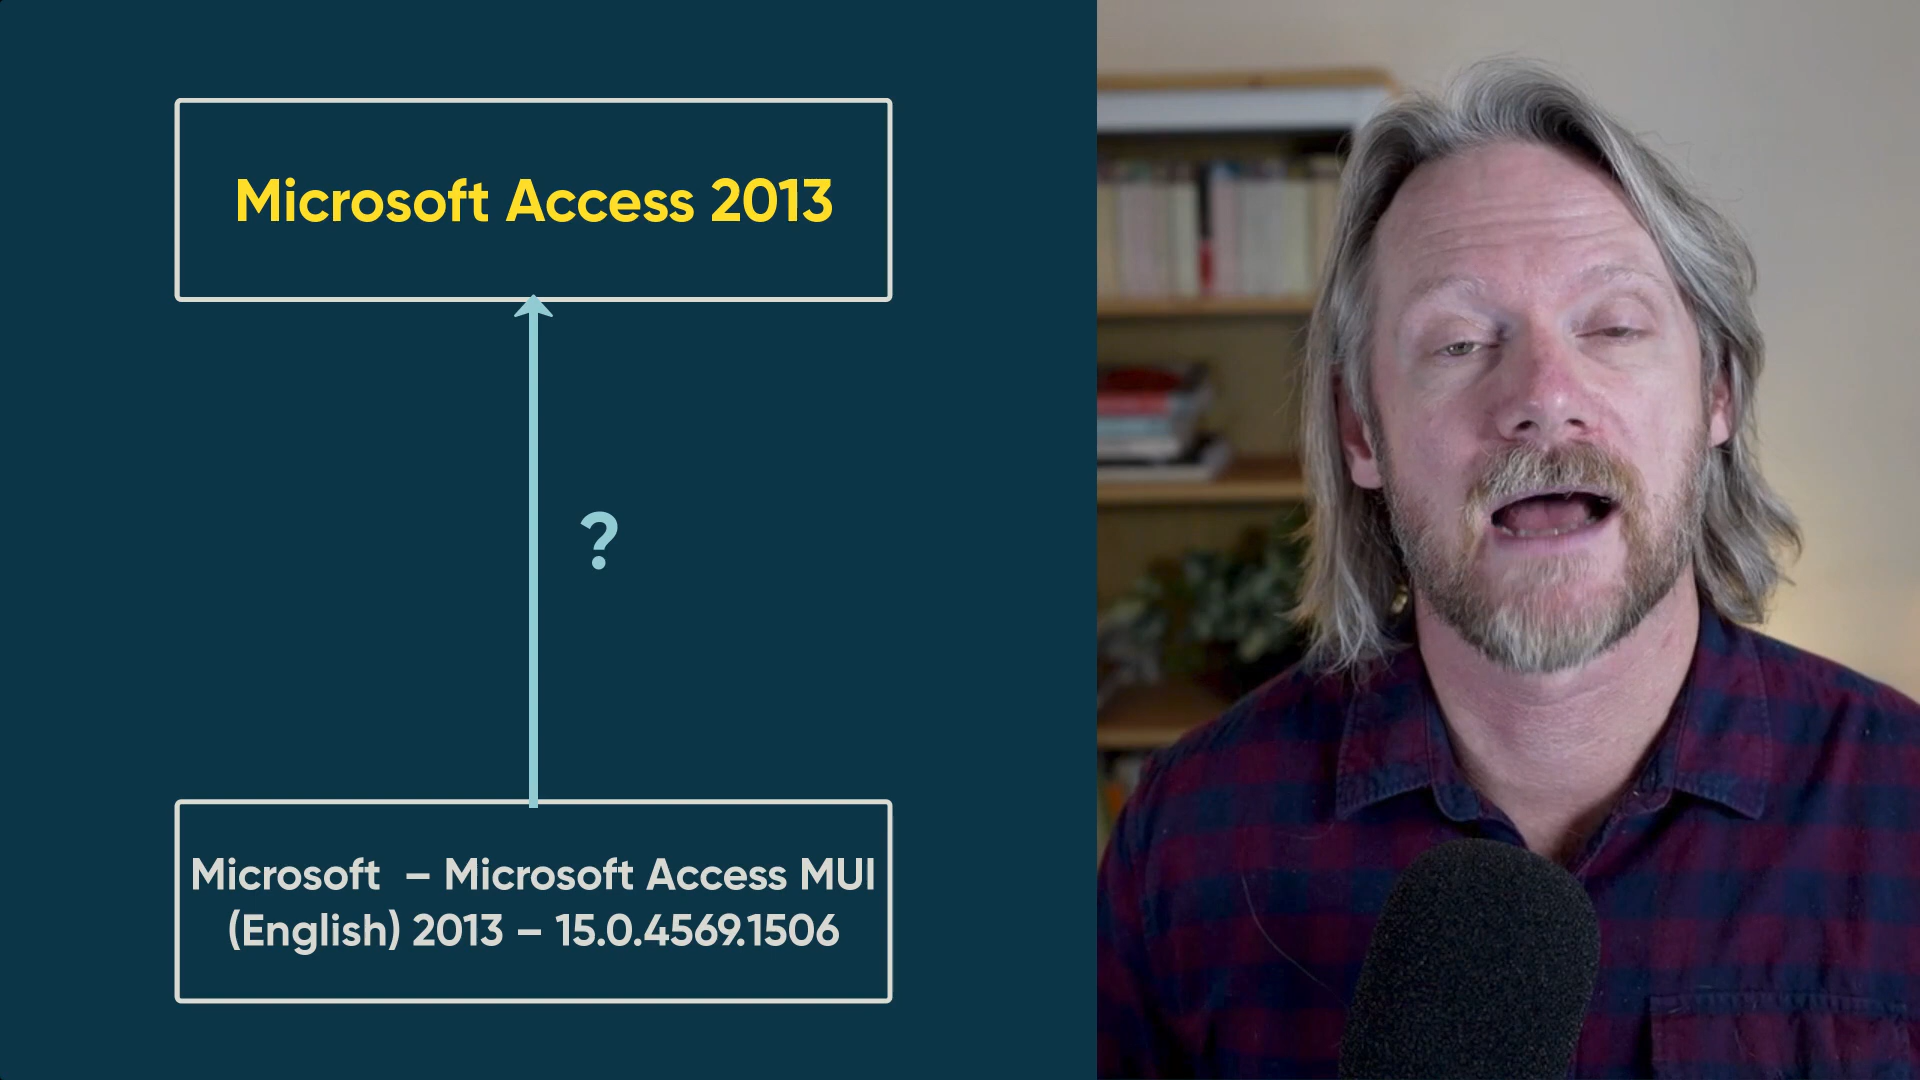 Microsoft Access 2013
?
Microsoft  – Microsoft Access MUI
(English) 2013 – 15.0.4569.1506